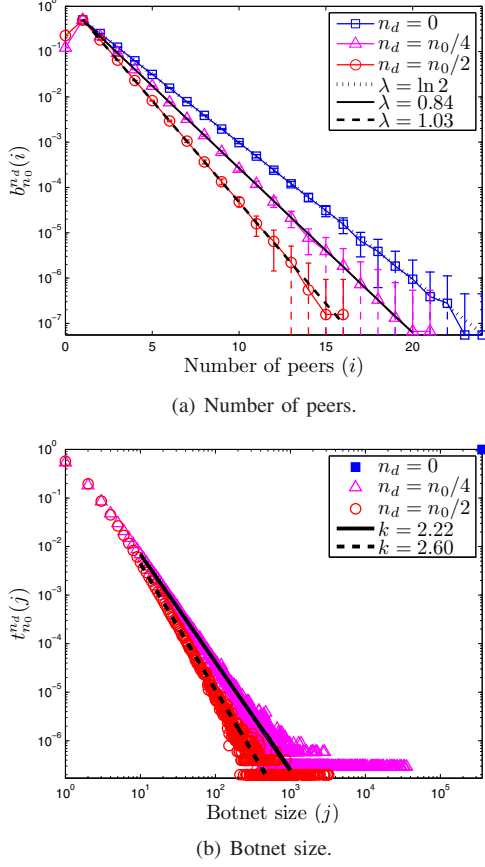 10^0
10^-1
10^-2
10^-3
10^-4
10^-5
10^-6
10^-7
b_{n_0}^{n_d}(i)
n_d = 0
n_d = n_0/4
n_d = n_0/2
λ = ln 2
λ = 0.84
λ = 1.03
0 5 10 15 20
Number of peers (i)
(a) Number of peers.
10^0
10^-1
10^-2
10^-3
10^-4
10^-5
10^-6
t_{n_0}^{n_d}(j)
n_d = 0
n_d = n_0/4
n_d = n_0/2
k = 2.22
k = 2.60
10^0 10^1 10^2 10^3 10^4 10^5
Botnet size (j)
(b) Botnet size.